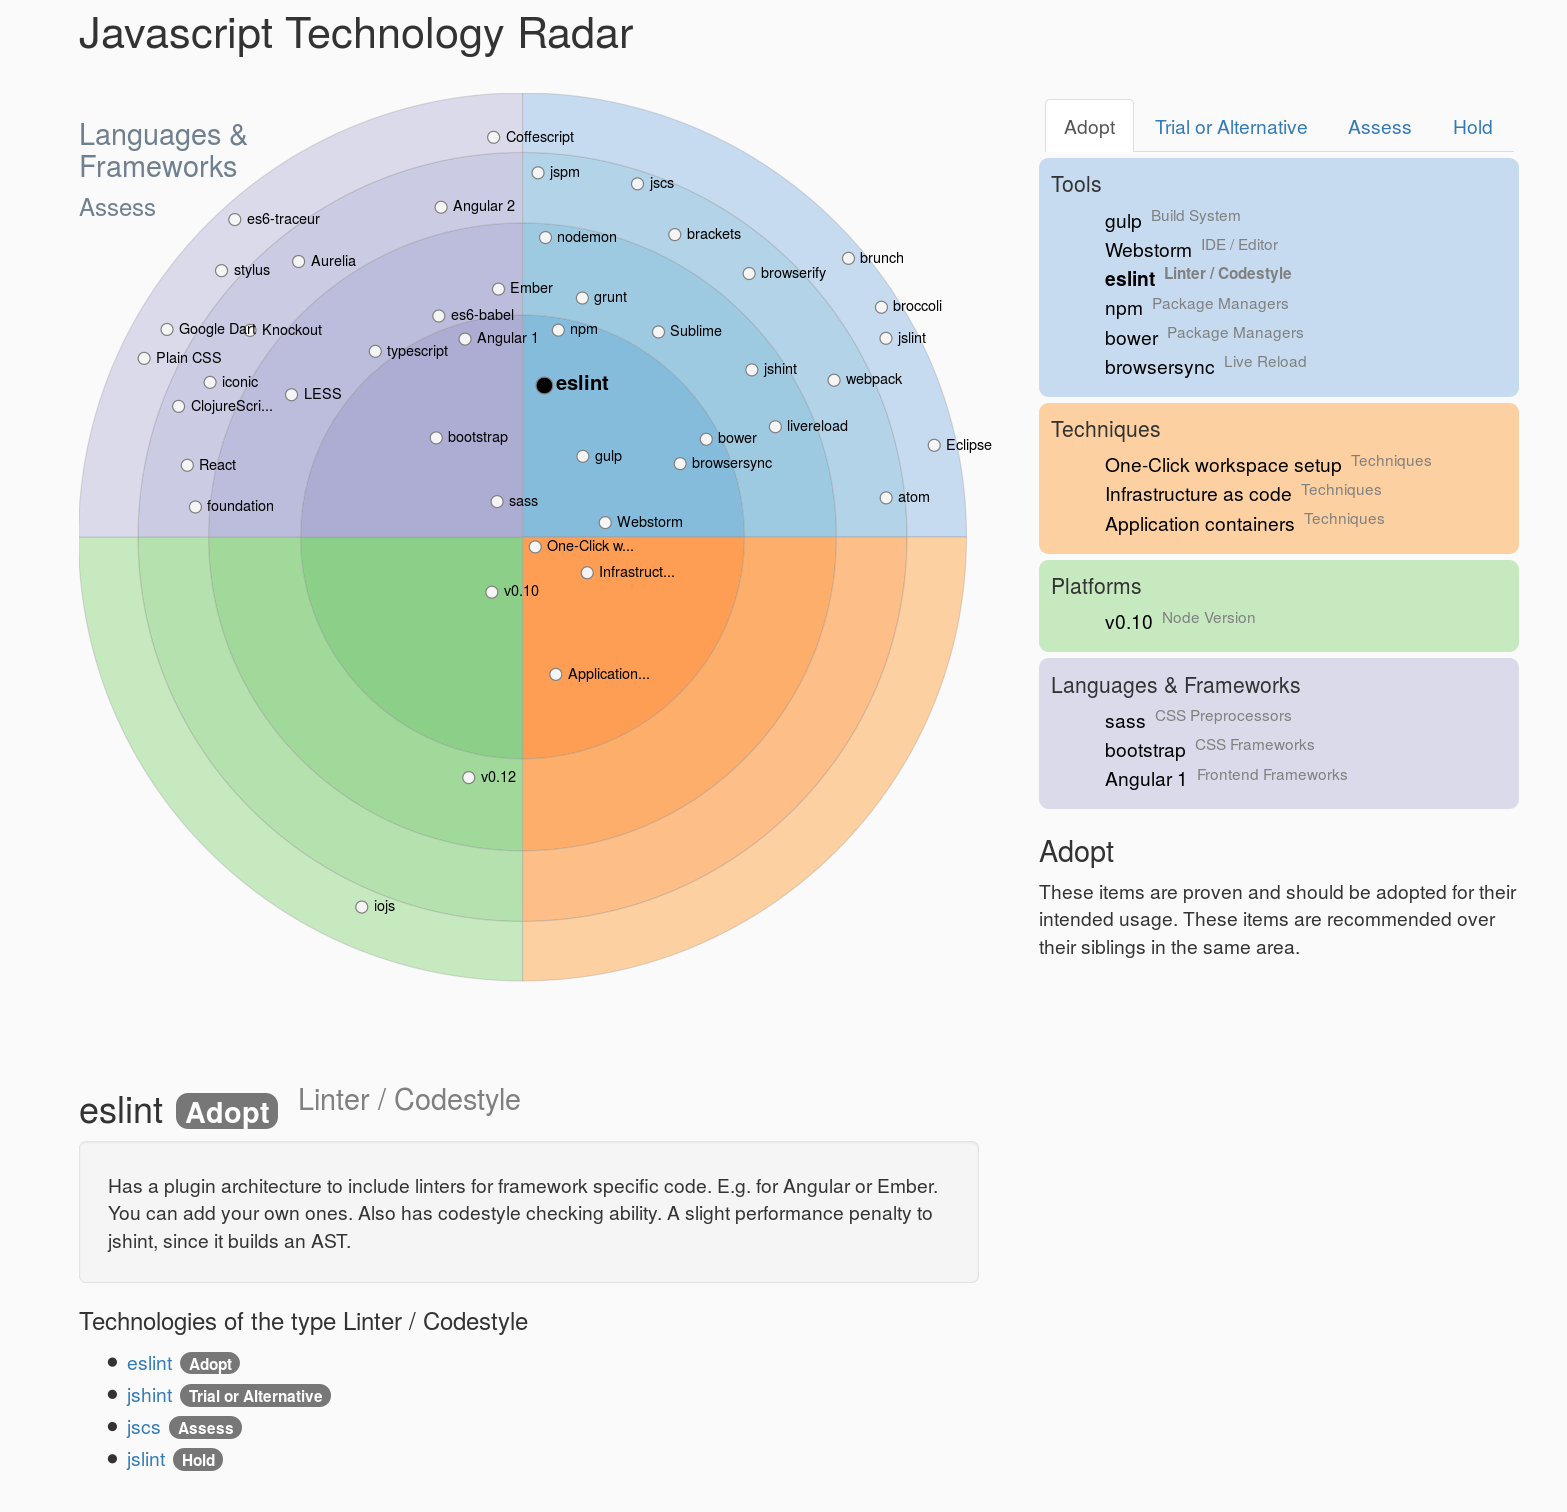 Javascript Technology Radar
Languages &
Frameworks
Assess
Coffescript
jspm
jscs
Angular 2
es6-traceur
nodemon
brackets
Aurelia
stylus
browserify
brunch
Ember
grunt
broccoli
es6-babel
Google Dart
Knockout
npm
Sublime
Angular 1
jslint
typescript
Plain CSS
jshint
webpack
iconic
eslint
LESS
ClojureScri...
livereload
bootstrap
bower
Eclipse
gulp
browsersync
React
atom
sass
foundation
Webstorm
One-Click w...
Infrastruct...
v0.10
Application...
v0.12
iojs
Adopt Trial or Alternative Assess Hold
Tools
gulp Build System
Webstorm IDE / Editor
eslint Linter / Codestyle
npm Package Managers
bower Package Managers
browsersync Live Reload
Techniques
One-Click workspace setup Techniques
Infrastructure as code Techniques
Application containers Techniques
Platforms
v0.10 Node Version
Languages & Frameworks
sass CSS Preprocessors
bootstrap CSS Frameworks
Angular 1 Frontend Frameworks
Adopt
These items are proven and should be adopted for their
intended usage. These items are recommended over
their siblings in the same area.
eslint Adopt Linter / Codestyle
Has a plugin architecture to include linters for framework specific code. E.g. for Angular or Ember.
You can add your own ones. Also has codestyle checking ability. A slight performance penalty to
jshint, since it builds an AST.
Technologies of the type Linter / Codestyle
eslint Adopt
jshint Trial or Alternative
jscs Assess
jslint Hold